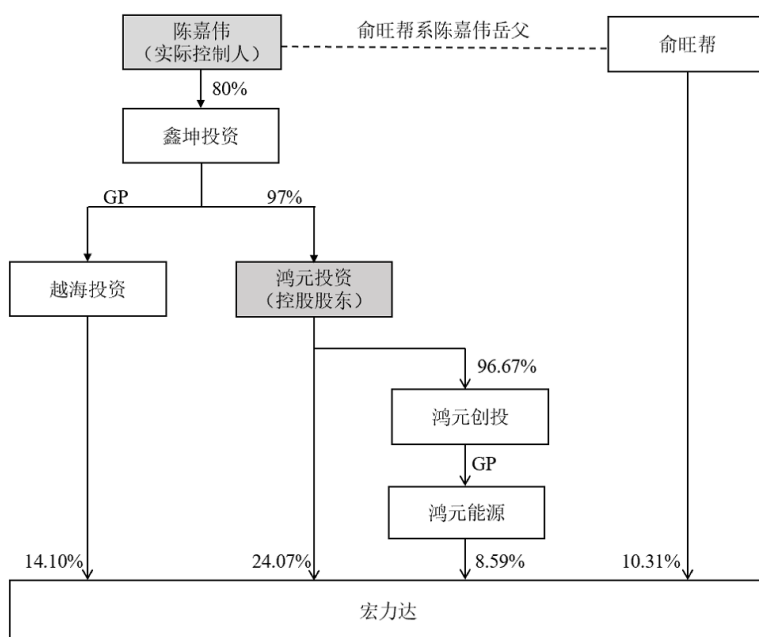 陈嘉伟
（实际控制人）
俞旺帮系陈嘉伟岳父
俞旺帮
80%
鑫坤投资
GP
97%
越海投资
鸿元投资
（控股股东）
96.67%
鸿元创投
GP
鸿元能源
14.10%
24.07%
8.59%
10.31%
宏力达